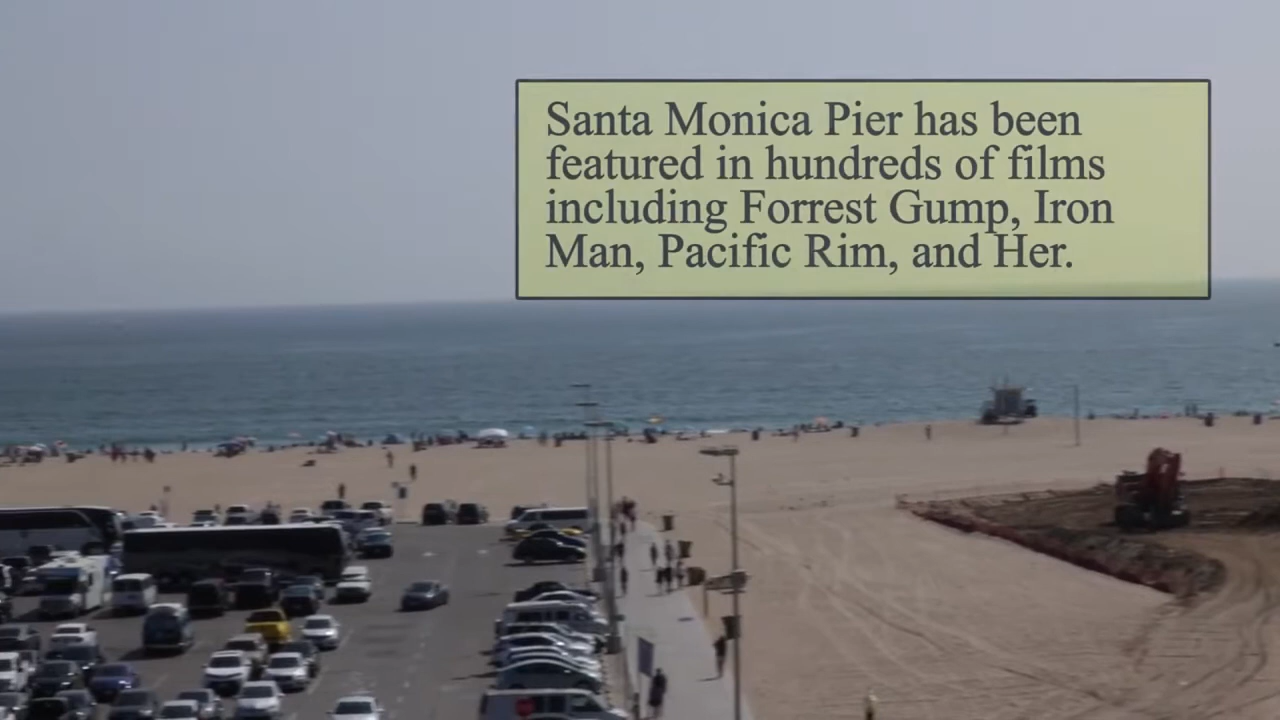 Santa Monica Pier has been
featured in hundreds of films
including Forrest Gump, Iron
Man, Pacific Rim, and Her.